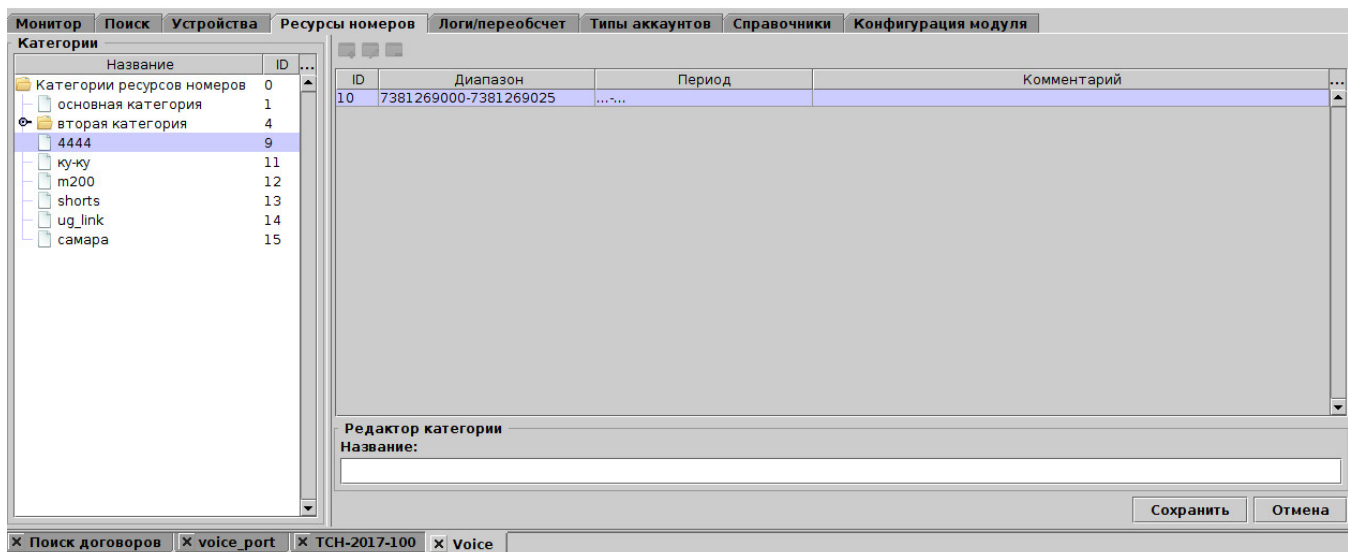 Монитор Поиск Устройства Ресурсы номеров Логи/переобсчет Типы аккаунтов Справочники Конфигурация модуля
Категории
Название ID ...
Категории ресурсов номеров 0
основная категория 1
вторая категория 4
4444 9
ку-ку 11
m200 12
shorts 13
ug_link 14
самара 15
ID Диапазон Период Комментарий ...
10 7381269000-7381269025 ...-...
Редактор категории
Название:
Сохранить Отмена
Поиск договоров voice_port ТСН-2017-100 Voice